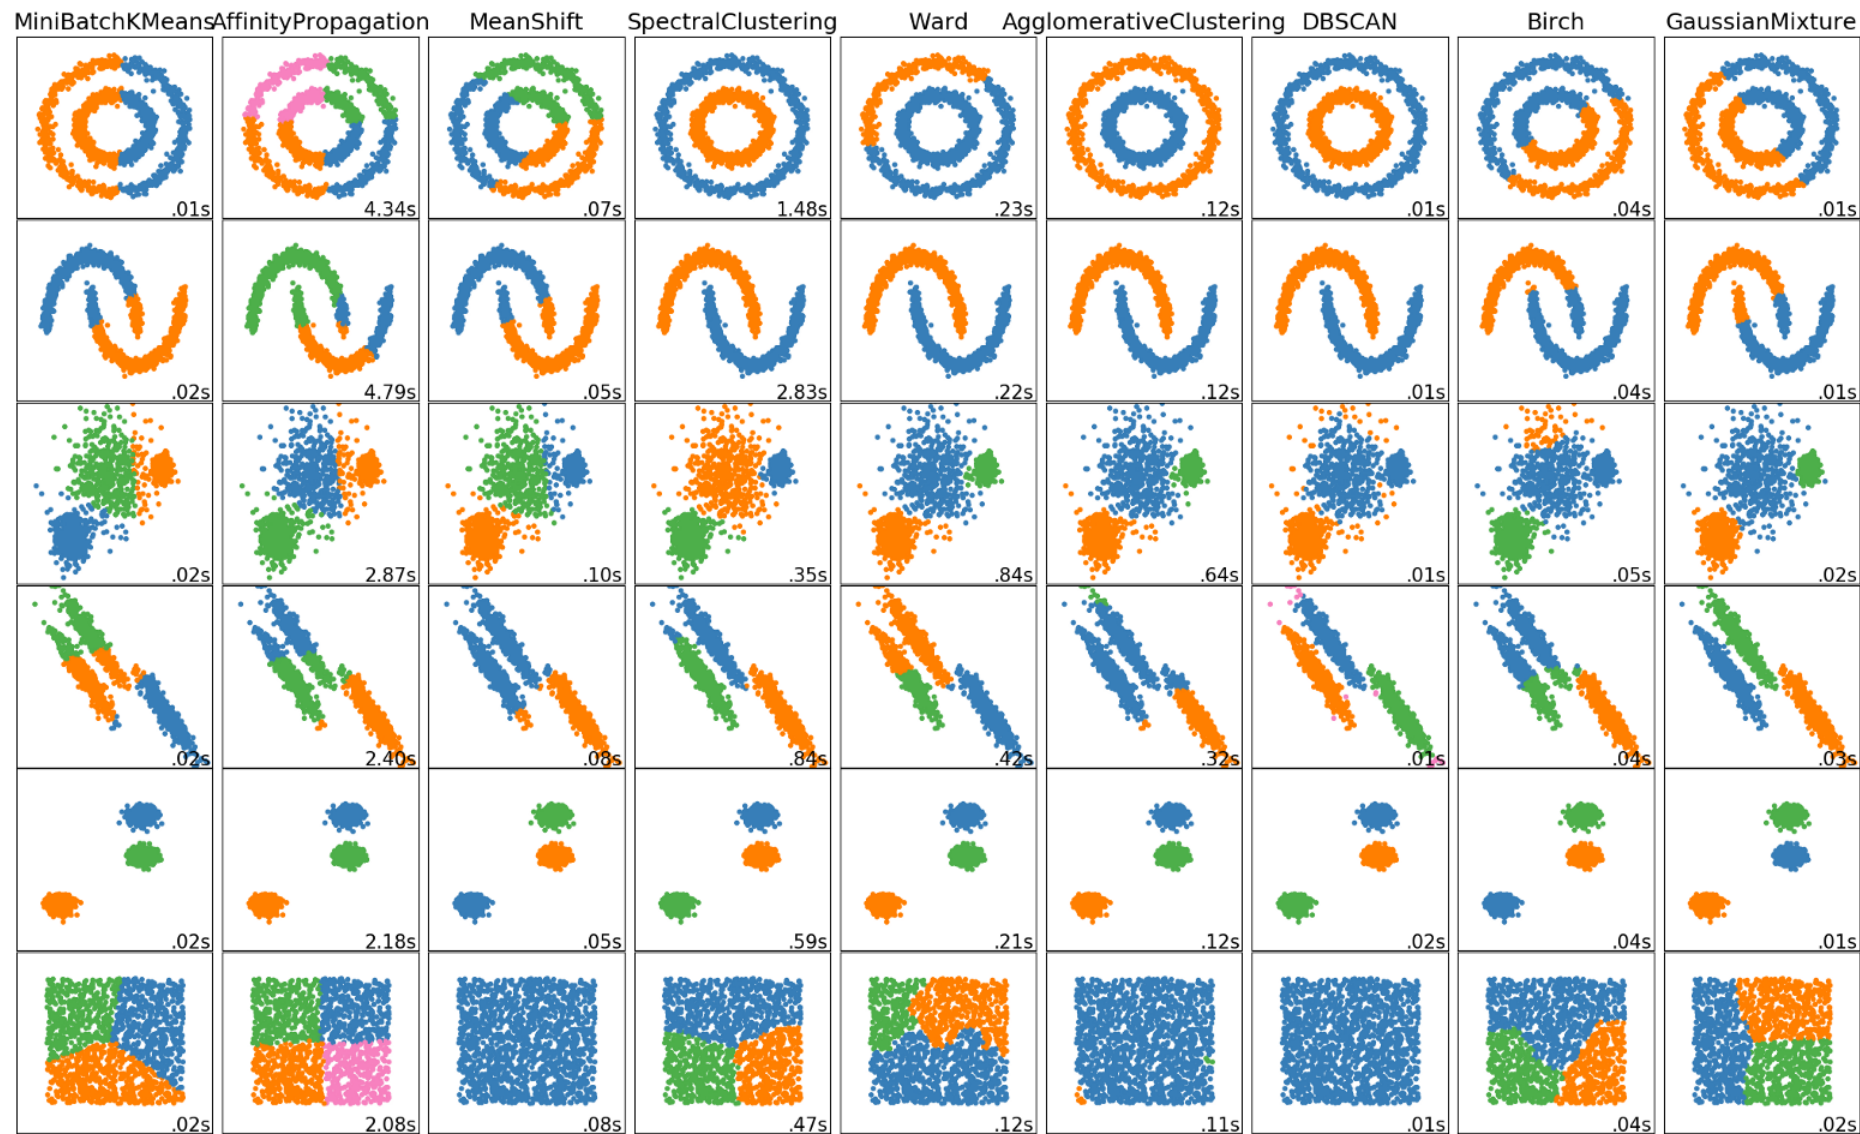 MiniBatchKMeans AffinityPropagation MeanShift SpectralClustering Ward AgglomerativeClustering DBSCAN Birch GaussianMixture
.01s 4.34s .07s 1.48s .23s .12s .01s .04s .01s
.02s 4.79s .05s 2.83s .22s .12s .01s .04s .01s
.02s 2.87s .10s .35s .84s .64s .01s .05s .02s
.02s 2.40s .08s .84s .42s .32s .01s .04s .03s
.02s 2.18s .05s .59s .21s .12s .02s .04s .01s
.02s 2.08s .08s .47s .12s .11s .01s .04s .02s